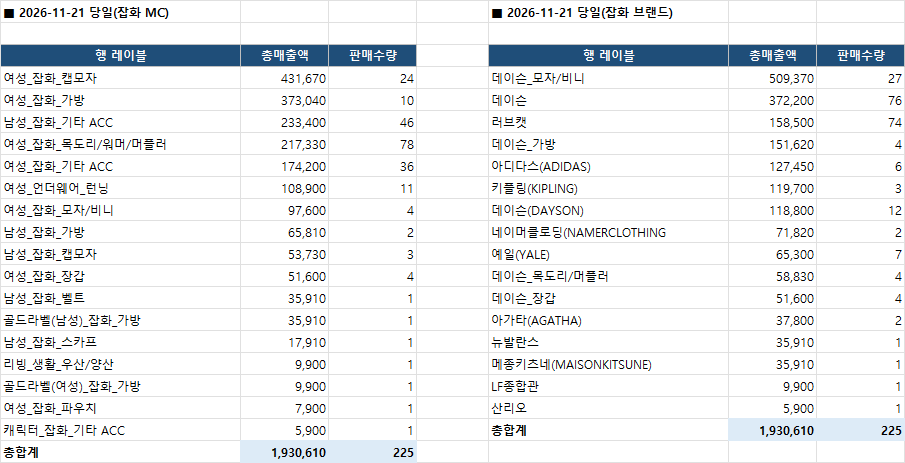 ■ 2026-11-21 당일(잡화 MC)
행 레이블 총매출액 판매수량
여성_잡화_캡모자 431,670 24
여성_잡화_가방 373,040 10
남성_잡화_기타 ACC 233,400 46
여성_잡화_목도리/워머/머플러 217,330 78
여성_잡화_기타 ACC 174,200 36
여성_언더웨어_런닝 108,900 11
여성_잡화_모자/비니 97,600 4
남성_잡화_가방 65,810 2
남성_잡화_캡모자 53,730 3
여성_잡화_장갑 51,600 4
남성_잡화_벨트 35,910 1
골드라벨(남성)_잡화_가방 35,910 1
남성_잡화_스카프 17,910 1
리빙_생활_우산/양산 9,900 1
골드라벨(여성)_잡화_가방 9,900 1
여성_잡화_파우치 7,900 1
캐릭터_잡화_기타 ACC 5,900 1
총합계 1,930,610 225
■ 2026-11-21 당일(잡화 브랜드)
행 레이블 총매출액 판매수량
데이슨_모자/비니 509,370 27
데이슨 372,200 76
러브캣 158,500 74
데이슨_가방 151,620 4
아디다스(ADIDAS) 127,450 6
키플링(KIPLING) 119,700 3
데이슨(DAYSON) 118,800 12
네이머클로딩(NAMERCLOTHING 71,820 2
예일(YALE) 65,300 7
데이슨_목도리/머플러 58,830 4
데이슨_장갑 51,600 4
아가타(AGATHA) 37,800 2
뉴발란스 35,910 1
메종키츠네(MAISONKITSUNE) 35,910 1
LF종합관 9,900 1
산리오 5,900 1
총합계 1,930,610 225